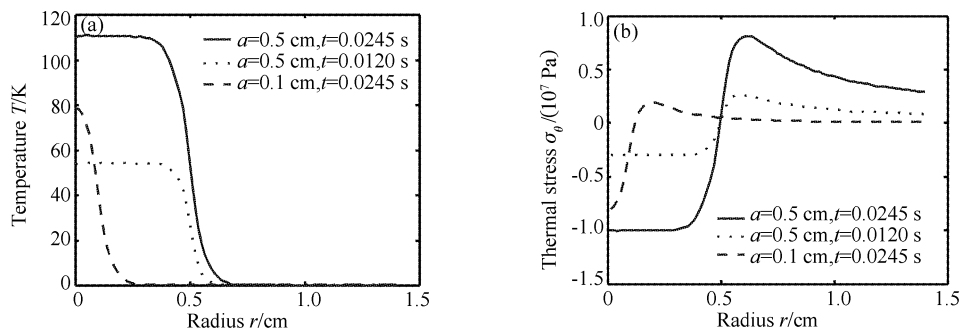 (a)
a=0.5 cm,t=0.0245 s
a=0.5 cm,t=0.0120 s
a=0.1 cm,t=0.0245 s
Temperature T/K
120
100
80
60
40
20
0
0 0.5 1.0 1.5
Radius r/cm
(b)
Thermal stress σθ/(10⁷ Pa)
1.0
0.5
0
-0.5
-1.0
-1.5
a=0.5 cm,t=0.0245 s
a=0.5 cm,t=0.0120 s
a=0.1 cm,t=0.0245 s
0 0.5 1.0 1.5
Radius r/cm